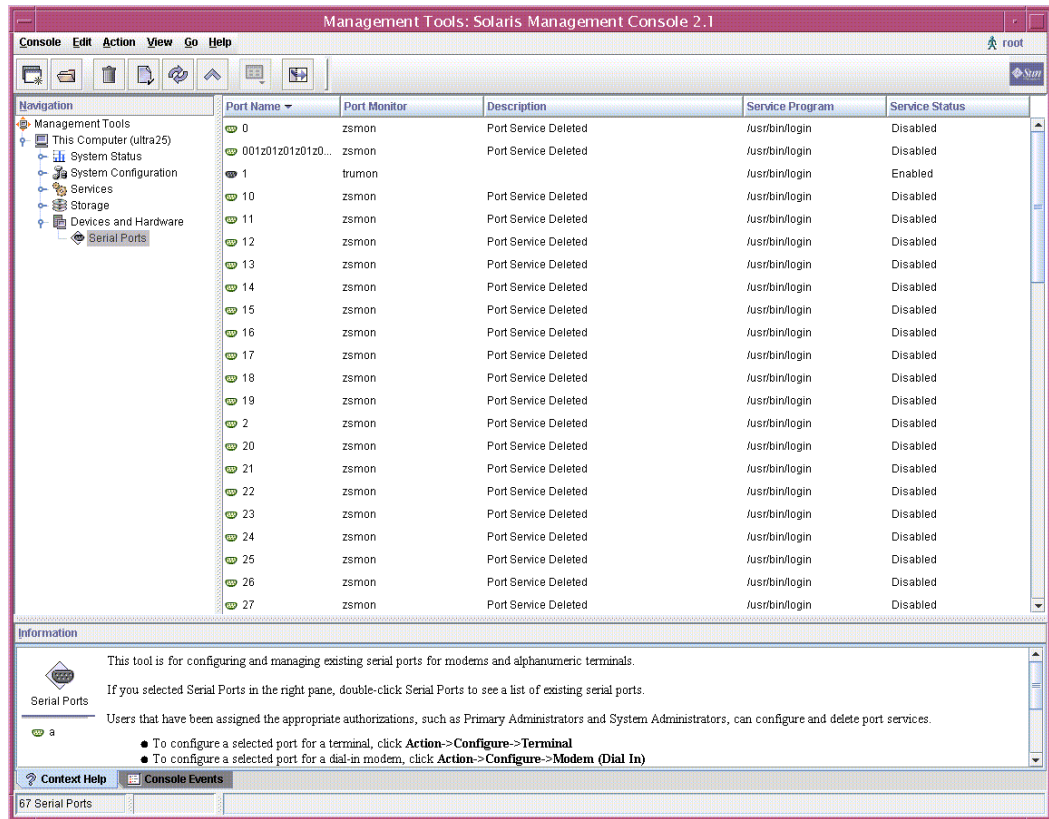 Management Tools: Solaris Management Console 2.1
Console Edit Action View Go Help
root
Sun
Navigation
Management Tools
This Computer (ultra25)
System Status
System Configuration
Services
Storage
Devices and Hardware
Serial Ports
Port Name Port Monitor Description Service Program Service Status
0 zsmon Port Service Deleted /usr/bin/login Disabled
001z01z01z01z0... zsmon Port Service Deleted /usr/bin/login Disabled
1 trumon /usr/bin/login Enabled
10 zsmon Port Service Deleted /usr/bin/login Disabled
11 zsmon Port Service Deleted /usr/bin/login Disabled
12 zsmon Port Service Deleted /usr/bin/login Disabled
13 zsmon Port Service Deleted /usr/bin/login Disabled
14 zsmon Port Service Deleted /usr/bin/login Disabled
15 zsmon Port Service Deleted /usr/bin/login Disabled
16 zsmon Port Service Deleted /usr/bin/login Disabled
17 zsmon Port Service Deleted /usr/bin/login Disabled
18 zsmon Port Service Deleted /usr/bin/login Disabled
19 zsmon Port Service Deleted /usr/bin/login Disabled
2 zsmon Port Service Deleted /usr/bin/login Disabled
20 zsmon Port Service Deleted /usr/bin/login Disabled
21 zsmon Port Service Deleted /usr/bin/login Disabled
22 zsmon Port Service Deleted /usr/bin/login Disabled
23 zsmon Port Service Deleted /usr/bin/login Disabled
24 zsmon Port Service Deleted /usr/bin/login Disabled
25 zsmon Port Service Deleted /usr/bin/login Disabled
26 zsmon Port Service Deleted /usr/bin/login Disabled
27 zsmon Port Service Deleted /usr/bin/login Disabled
Information
Serial Ports
a
This tool is for configuring and managing existing serial ports for modems and alphanumeric terminals.
If you selected Serial Ports in the right pane, double-click Serial Ports to see a list of existing serial ports.
Users that have been assigned the appropriate authorizations, such as Primary Administrators and System Administrators, can configure and delete port services.
● To configure a selected port for a terminal, click Action->Configure->Terminal
● To configure a selected port for a dial-in modem, click Action->Configure->Modem (Dial In)
Context Help Console Events
67 Serial Ports